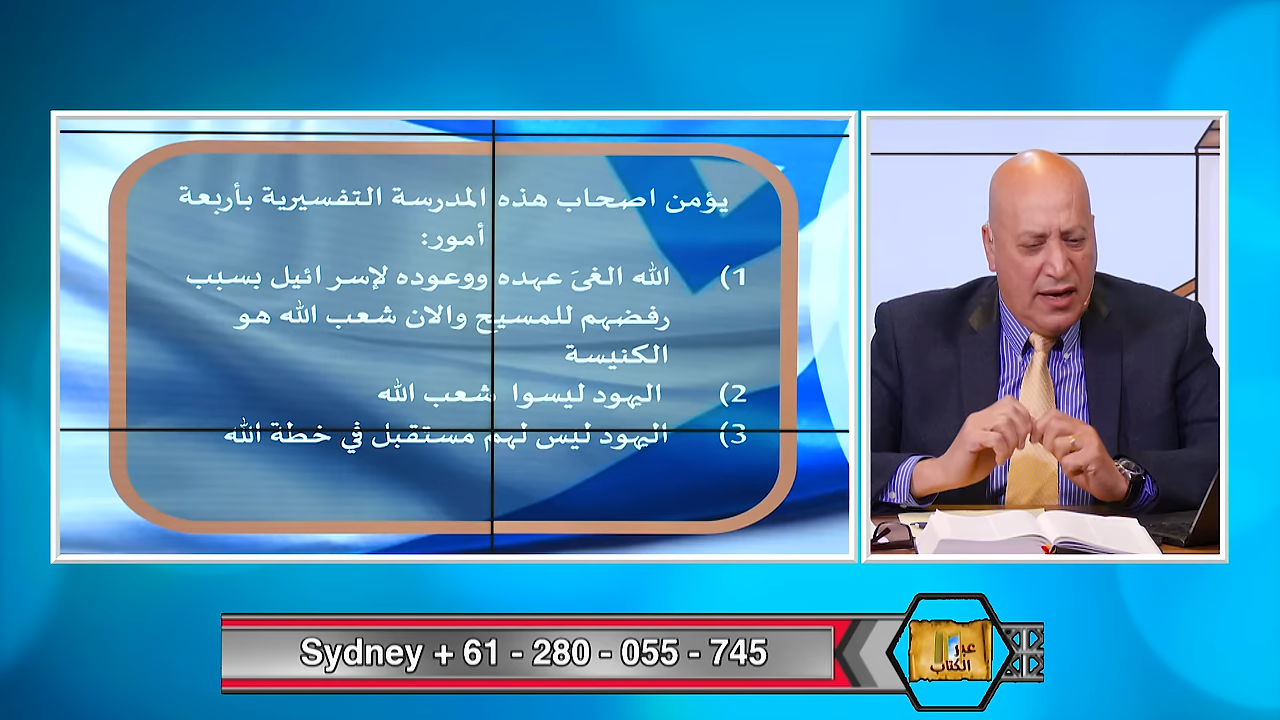 يؤمن اصحاب هذه المدرسة التفسيرية بأربعة
أمور:
1) الله الغىَ عهده ووعوده لإسرائيل بسبب
رفضهم للمسيح والان شعب الله هو
الكنيسة
2) اليهود ليسوا شعب الله
3) اليهود ليس لهم مستقبل في خطة الله
Sydney + 61 - 280 - 055 - 745
عبر
الكتاب